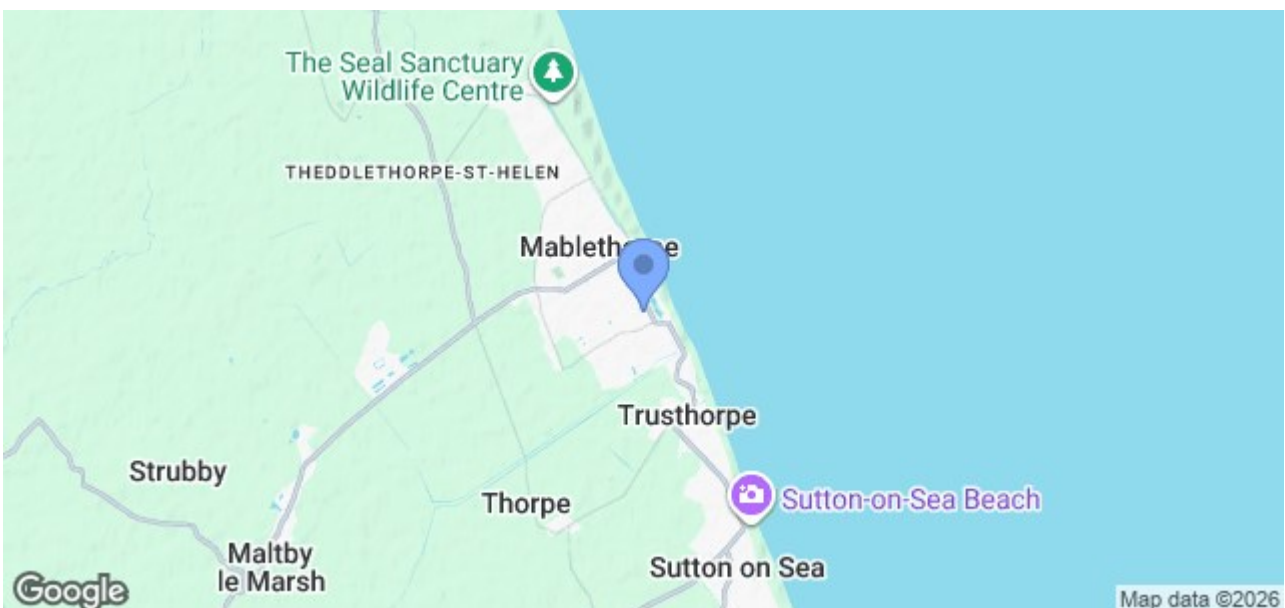 The Seal Sanctuary
Wildlife Centre
THEDDLETHORPE-ST-HELEN
Mablethorpe
Trusthorpe
Strubby
Thorpe
Sutton-on-Sea Beach
Maltby
le Marsh
Sutton on Sea
Google
Map data ©2026